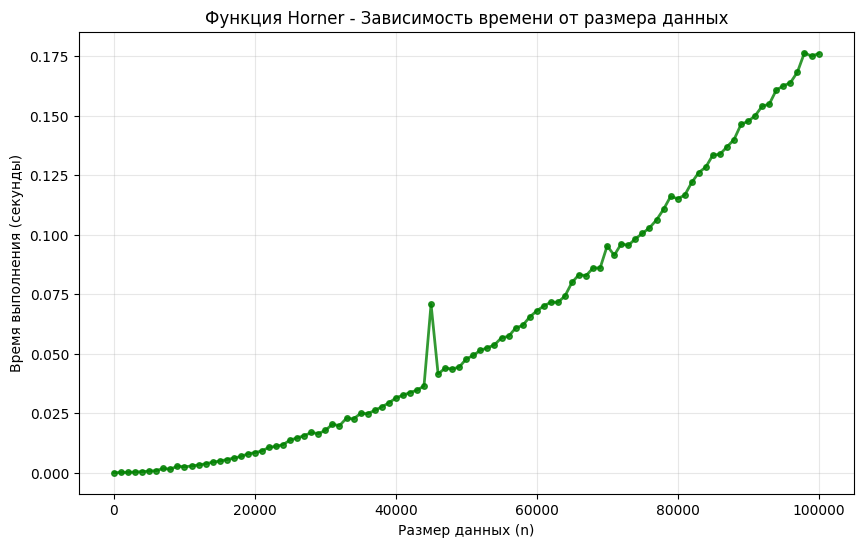 Функция Horner - Зависимость времени от размера данных
Время выполнения (секунды)
0.175
0.150
0.125
0.100
0.075
0.050
0.025
0.000
0 20000 40000 60000 80000 100000
Размер данных (n)